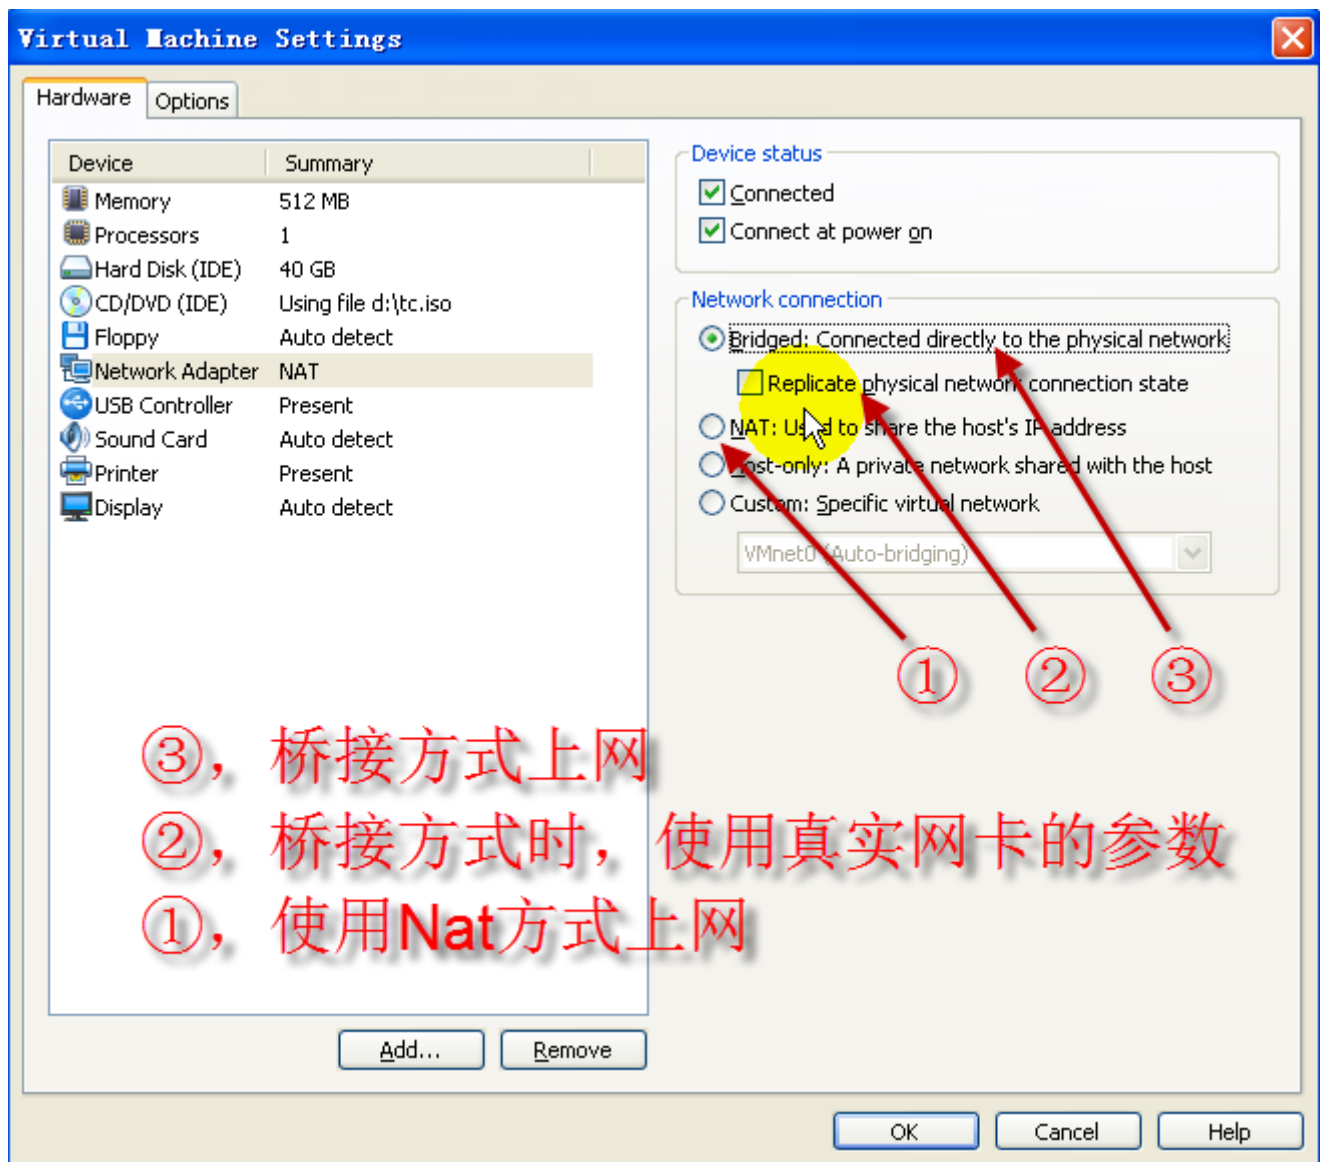 Virtual Machine Settings
Hardware
Options
Device Summary
Memory 512 MB
Processors 1
Hard Disk (IDE) 40 GB
CD/DVD (IDE) Using file d:\tc.iso
Floppy Auto detect
Network Adapter NAT
USB Controller Present
Sound Card Auto detect
Printer Present
Display Auto detect
Add...
Remove
Device status
Connected
Connect at power on
Network connection
Bridged: Connected directly to the physical network
Replicate physical network connection state
NAT: Used to share the host's IP address
Host-only: A private network shared with the host
Custom: Specific virtual network
VMnet0 (Auto-bridging)
① ② ③
③，桥接方式上网
②，桥接方式时，使用真实网卡的参数
①，使用Nat方式上网
OK
Cancel
Help